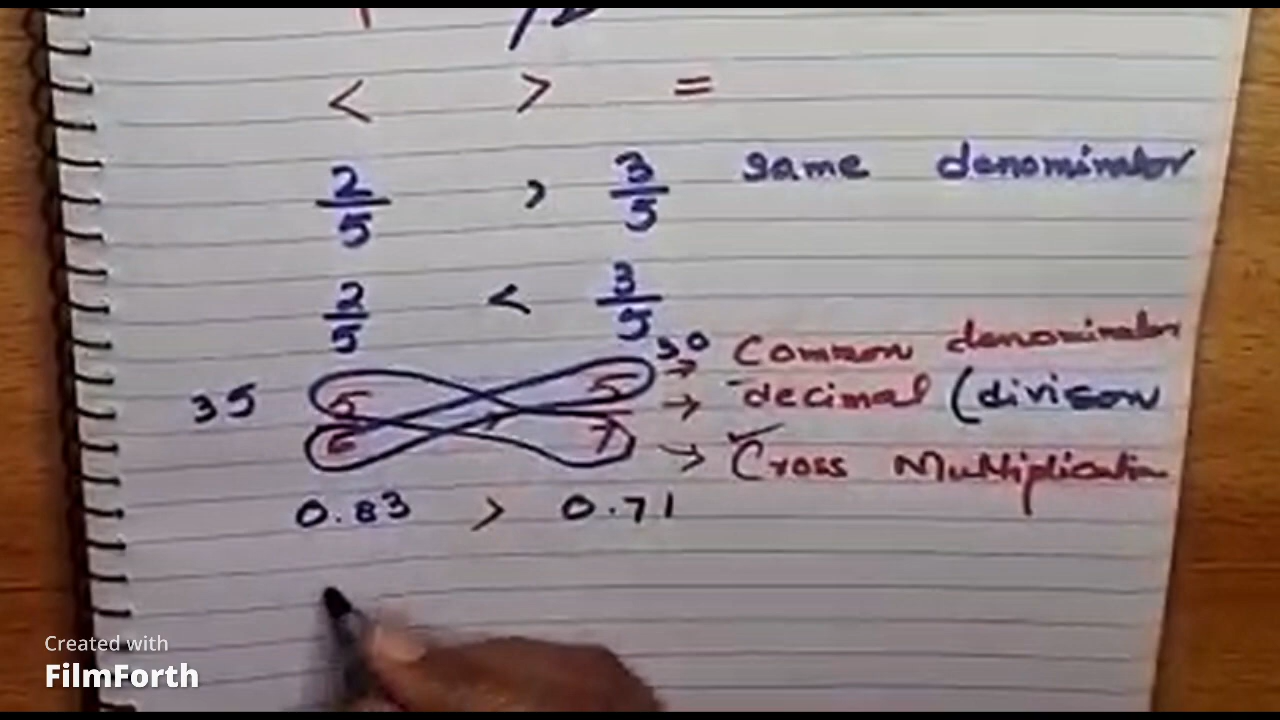 < > =
2/5 > 3/5 same denominator
2/5 < 3/5
30 → Common denominator
35 5/6 5/7 → decimal (divison
→ Cross Multiplication
0.83 > 0.71
Created with
FilmForth